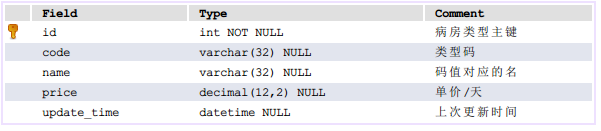 Field Type Comment
id int NOT NULL 病房类型主键
code varchar(32) NULL 类型码
name varchar(32) NULL 码值对应的名
price decimal(12,2) NULL 单价/天
update_time datetime NULL 上次更新时间